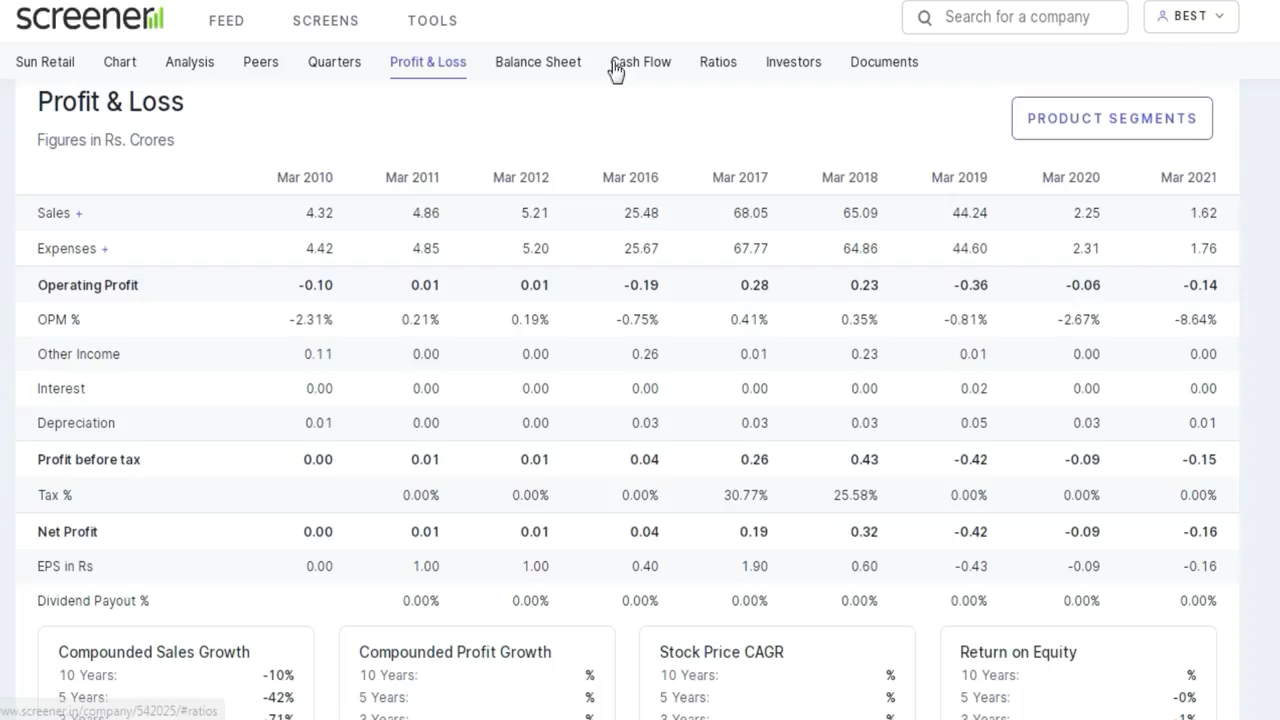 screener FEED SCREENS TOOLS Search for a company BEST
Sun Retail Chart Analysis Peers Quarters Profit & Loss Balance Sheet Cash Flow Ratios Investors Documents
Profit & Loss
PRODUCT SEGMENTS
Figures in Rs. Crores
Mar 2010 Mar 2011 Mar 2012 Mar 2016 Mar 2017 Mar 2018 Mar 2019 Mar 2020 Mar 2021
Sales + 4.32 4.86 5.21 25.48 68.05 65.09 44.24 2.25 1.62
Expenses + 4.42 4.85 5.20 25.67 67.77 64.86 44.60 2.31 1.76
Operating Profit -0.10 0.01 0.01 -0.19 0.28 0.23 -0.36 -0.06 -0.14
OPM % -2.31% 0.21% 0.19% -0.75% 0.41% 0.35% -0.81% -2.67% -8.64%
Other Income 0.11 0.00 0.00 0.26 0.01 0.23 0.01 0.00 0.00
Interest 0.00 0.00 0.00 0.00 0.00 0.00 0.02 0.00 0.00
Depreciation 0.01 0.00 0.00 0.03 0.03 0.03 0.05 0.03 0.01
Profit before tax 0.00 0.01 0.01 0.04 0.26 0.43 -0.42 -0.09 -0.15
Tax % 0.00% 0.00% 0.00% 30.77% 25.58% 0.00% 0.00% 0.00%
Net Profit 0.00 0.01 0.01 0.04 0.19 0.32 -0.42 -0.09 -0.16
EPS in Rs 0.00 1.00 1.00 0.40 1.90 0.60 -0.43 -0.09 -0.16
Dividend Payout % 0.00% 0.00% 0.00% 0.00% 0.00% 0.00% 0.00% 0.00%
Compounded Sales Growth Compounded Profit Growth Stock Price CAGR Return on Equity
10 Years: -10% 10 Years: % 10 Years: % 10 Years: %
5 Years: -42% 5 Years: % 5 Years: % 5 Years: -0%
-71% 3 Years: % 3 Years: % 3 Years: -1%
ww.screener.in/company/542025/#ratios